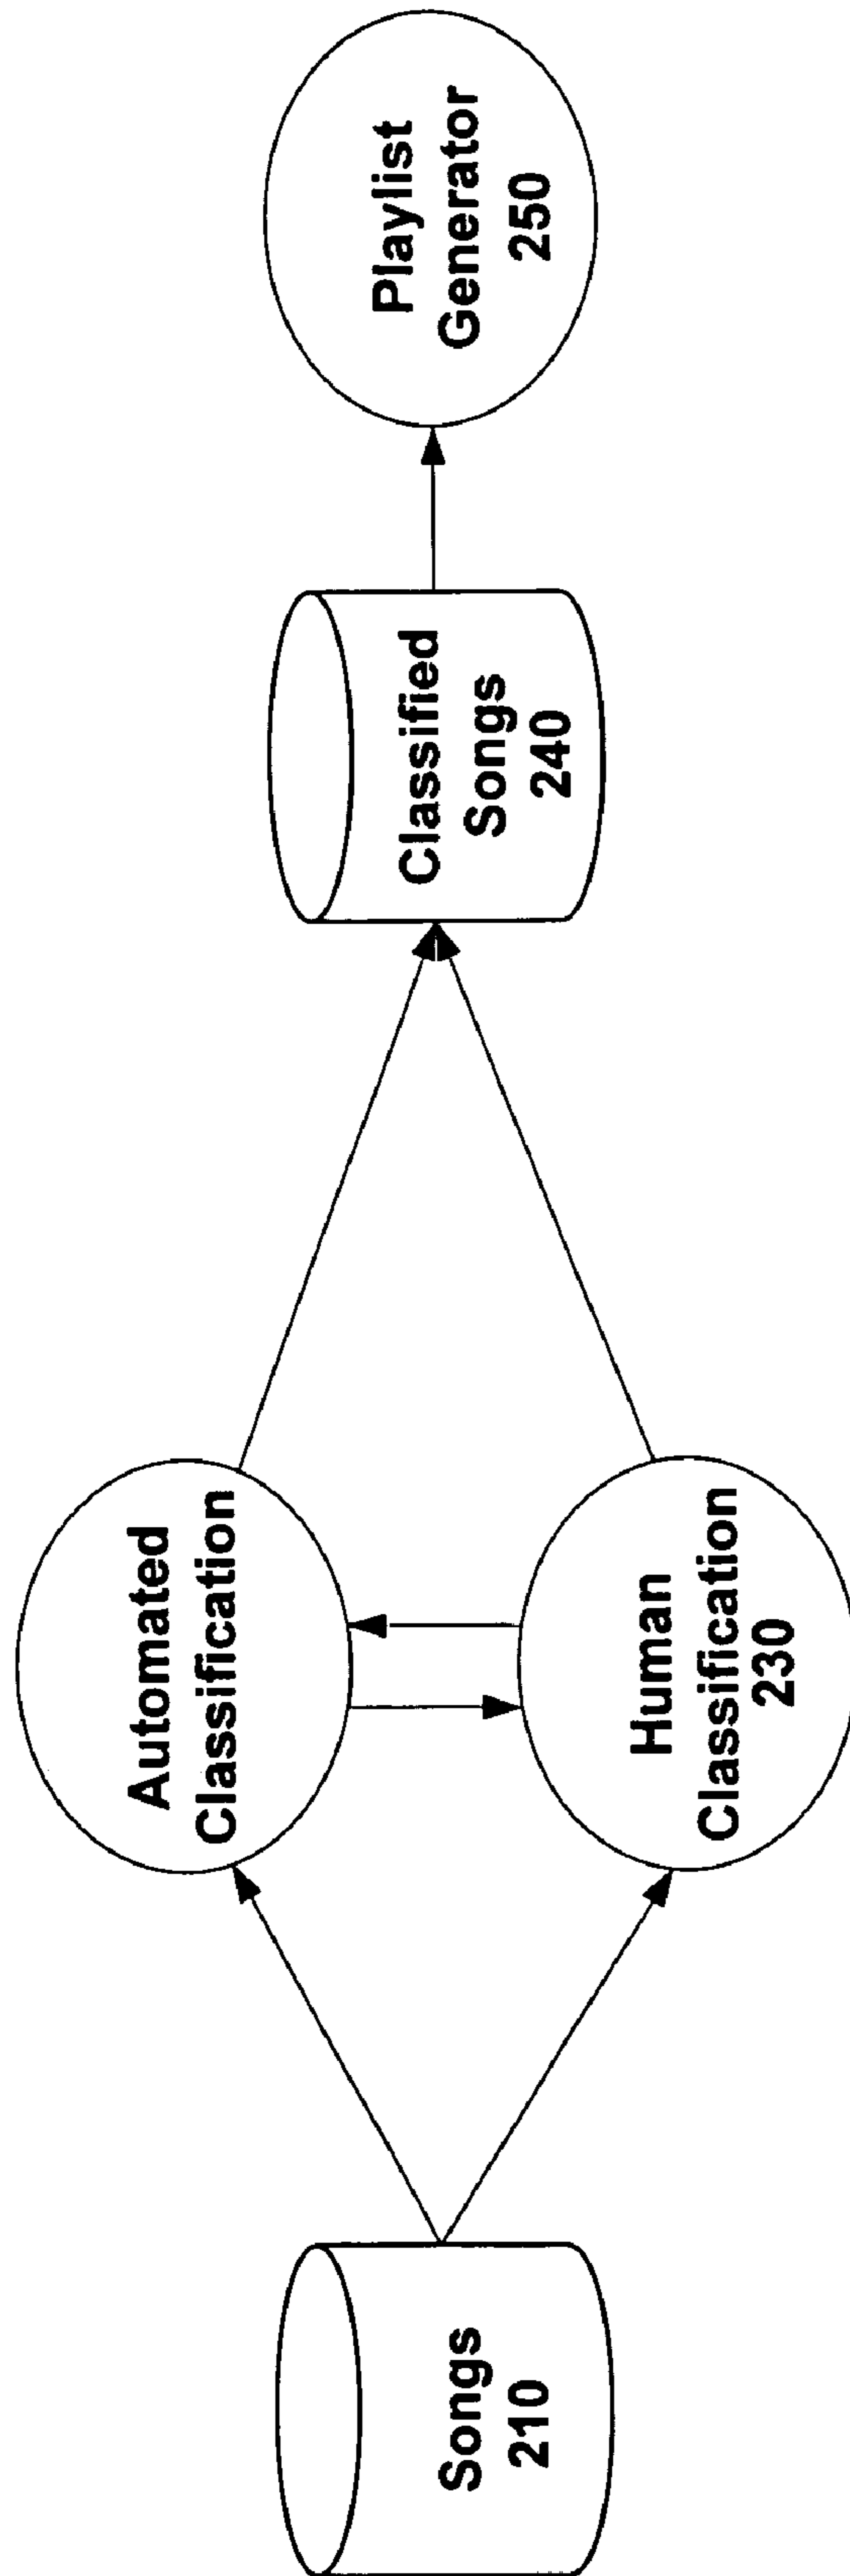 Songs
210
Automated
Classification
Human
Classification
230
Classified
Songs
240
Playlist
Generator
250